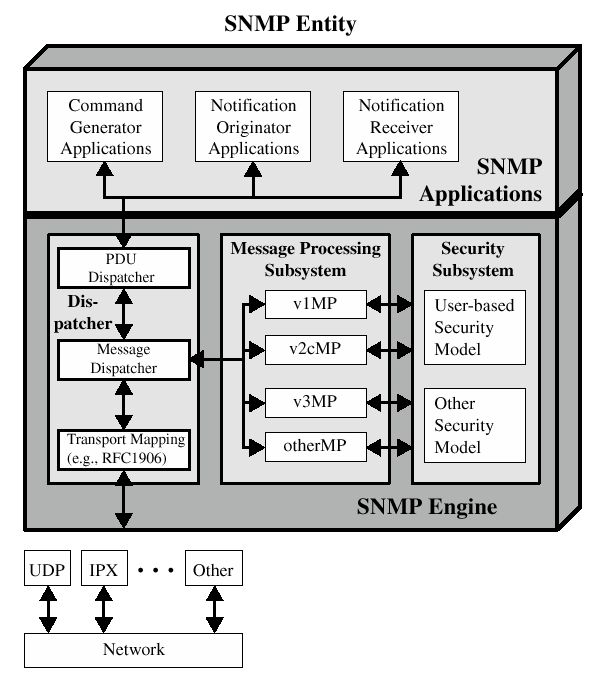 SNMP Entity
Command
Generator
Applications
Notification
Originator
Applications
Notification
Receiver
Applications
SNMP
Applications
PDU
Dispatcher
Dis-
patcher
Message
Dispatcher
Transport Mapping
(e.g., RFC1906)
Message Processing
Subsystem
v1MP
v2cMP
v3MP
otherMP
Security
Subsystem
User-based
Security
Model
Other
Security
Model
SNMP Engine
UDP
IPX
• • •
Other
Network